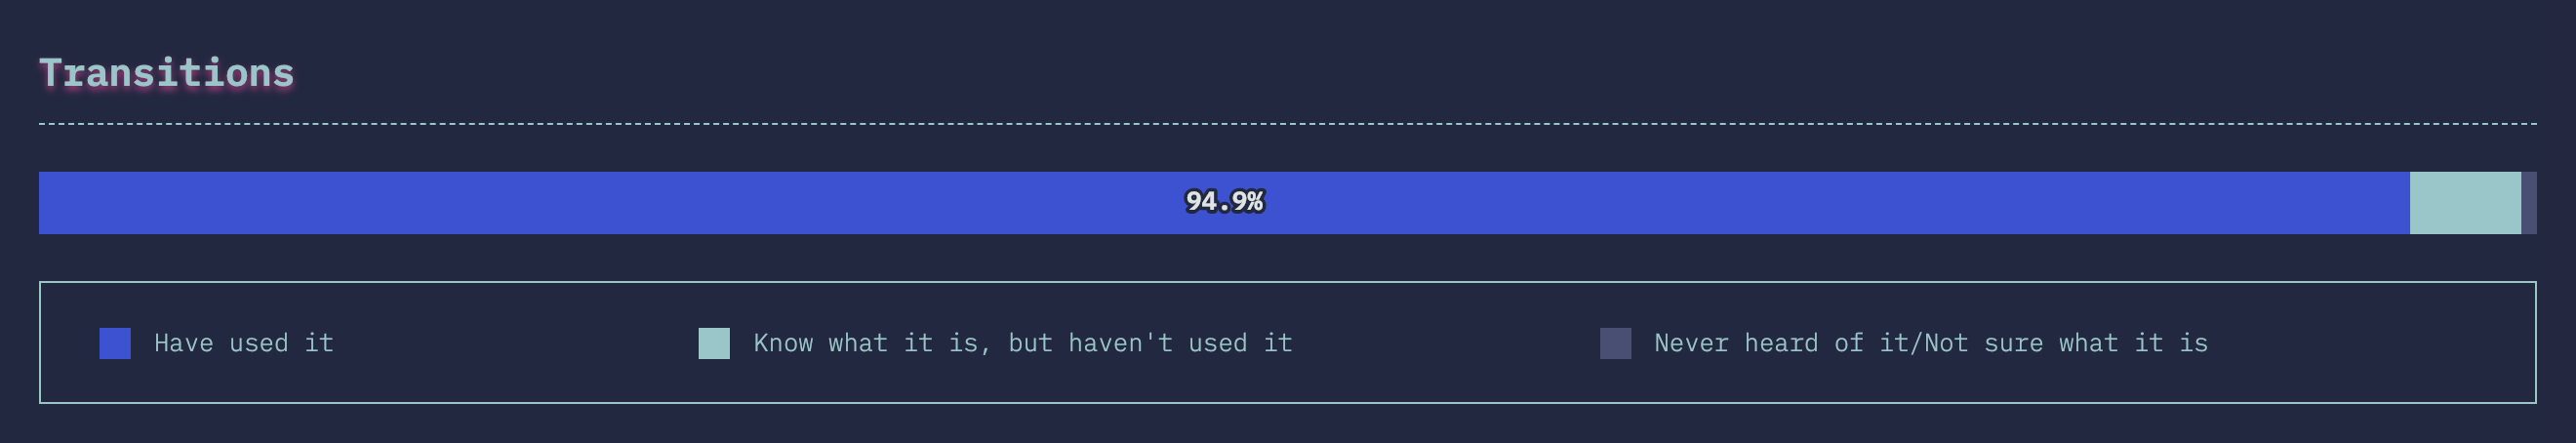 Transitions
94.9%
Have used it
Know what it is, but haven't used it
Never heard of it/Not sure what it is